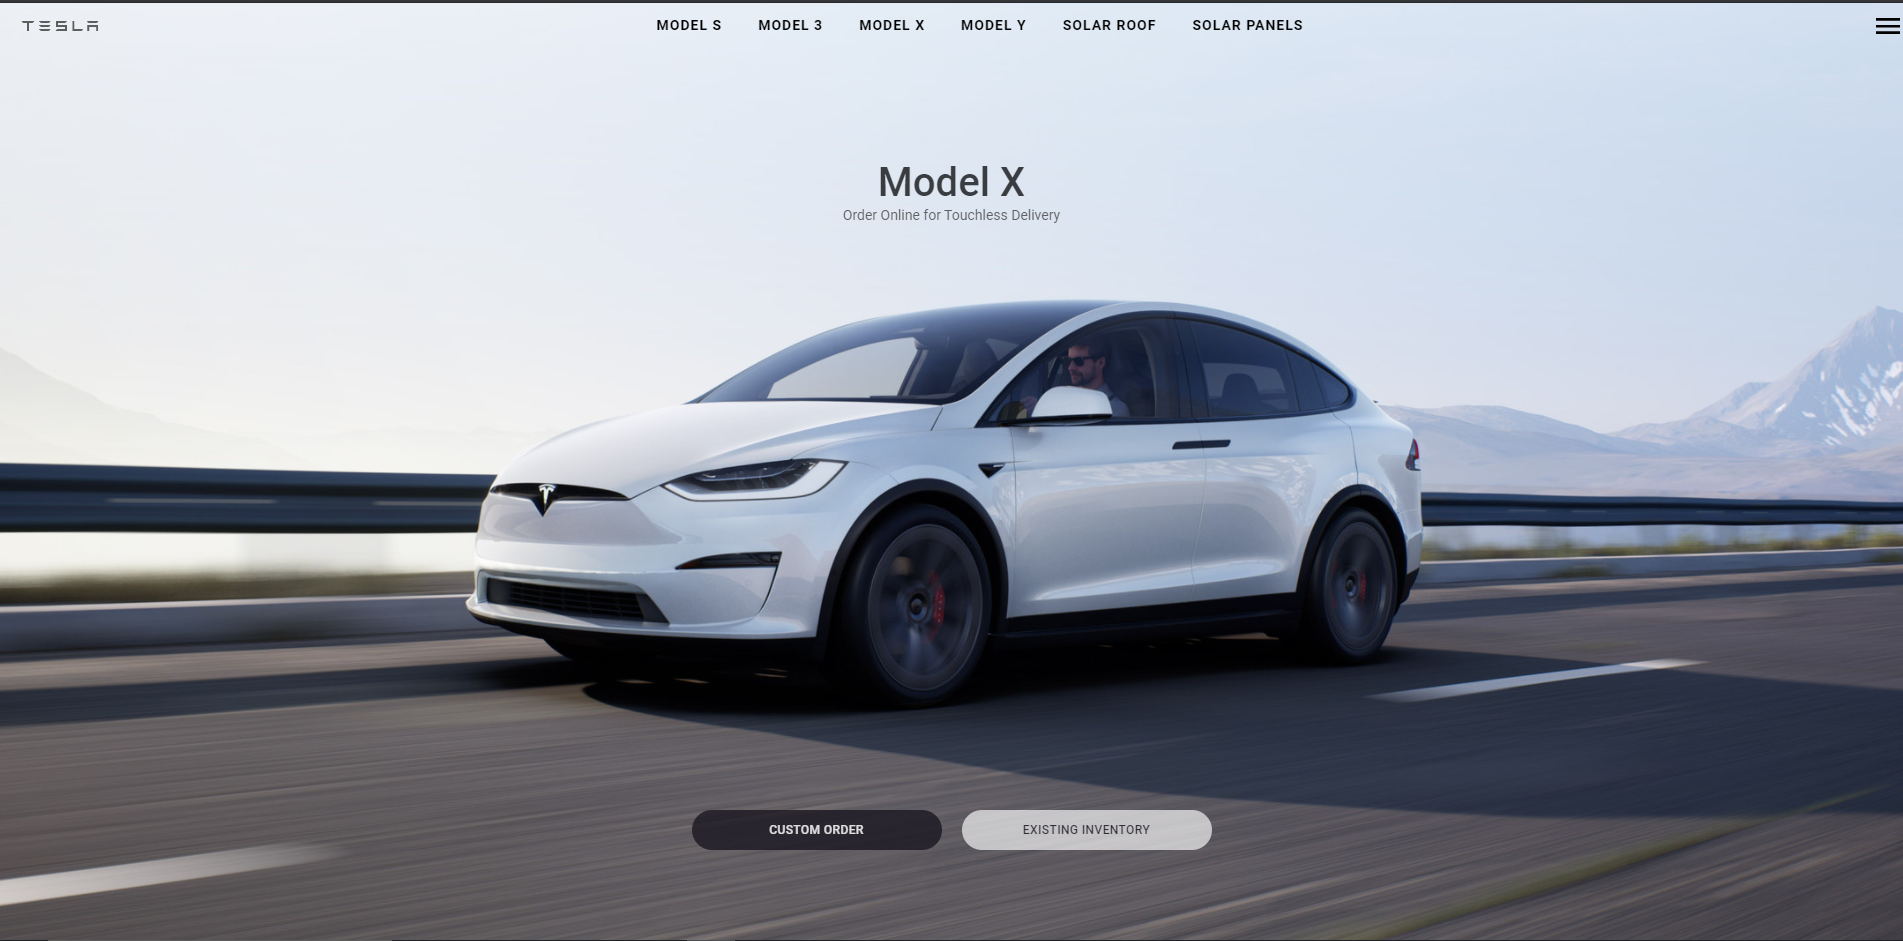 TESLA
MODEL S MODEL 3 MODEL X MODEL Y SOLAR ROOF SOLAR PANELS
Model X
Order Online for Touchless Delivery
CUSTOM ORDER EXISTING INVENTORY